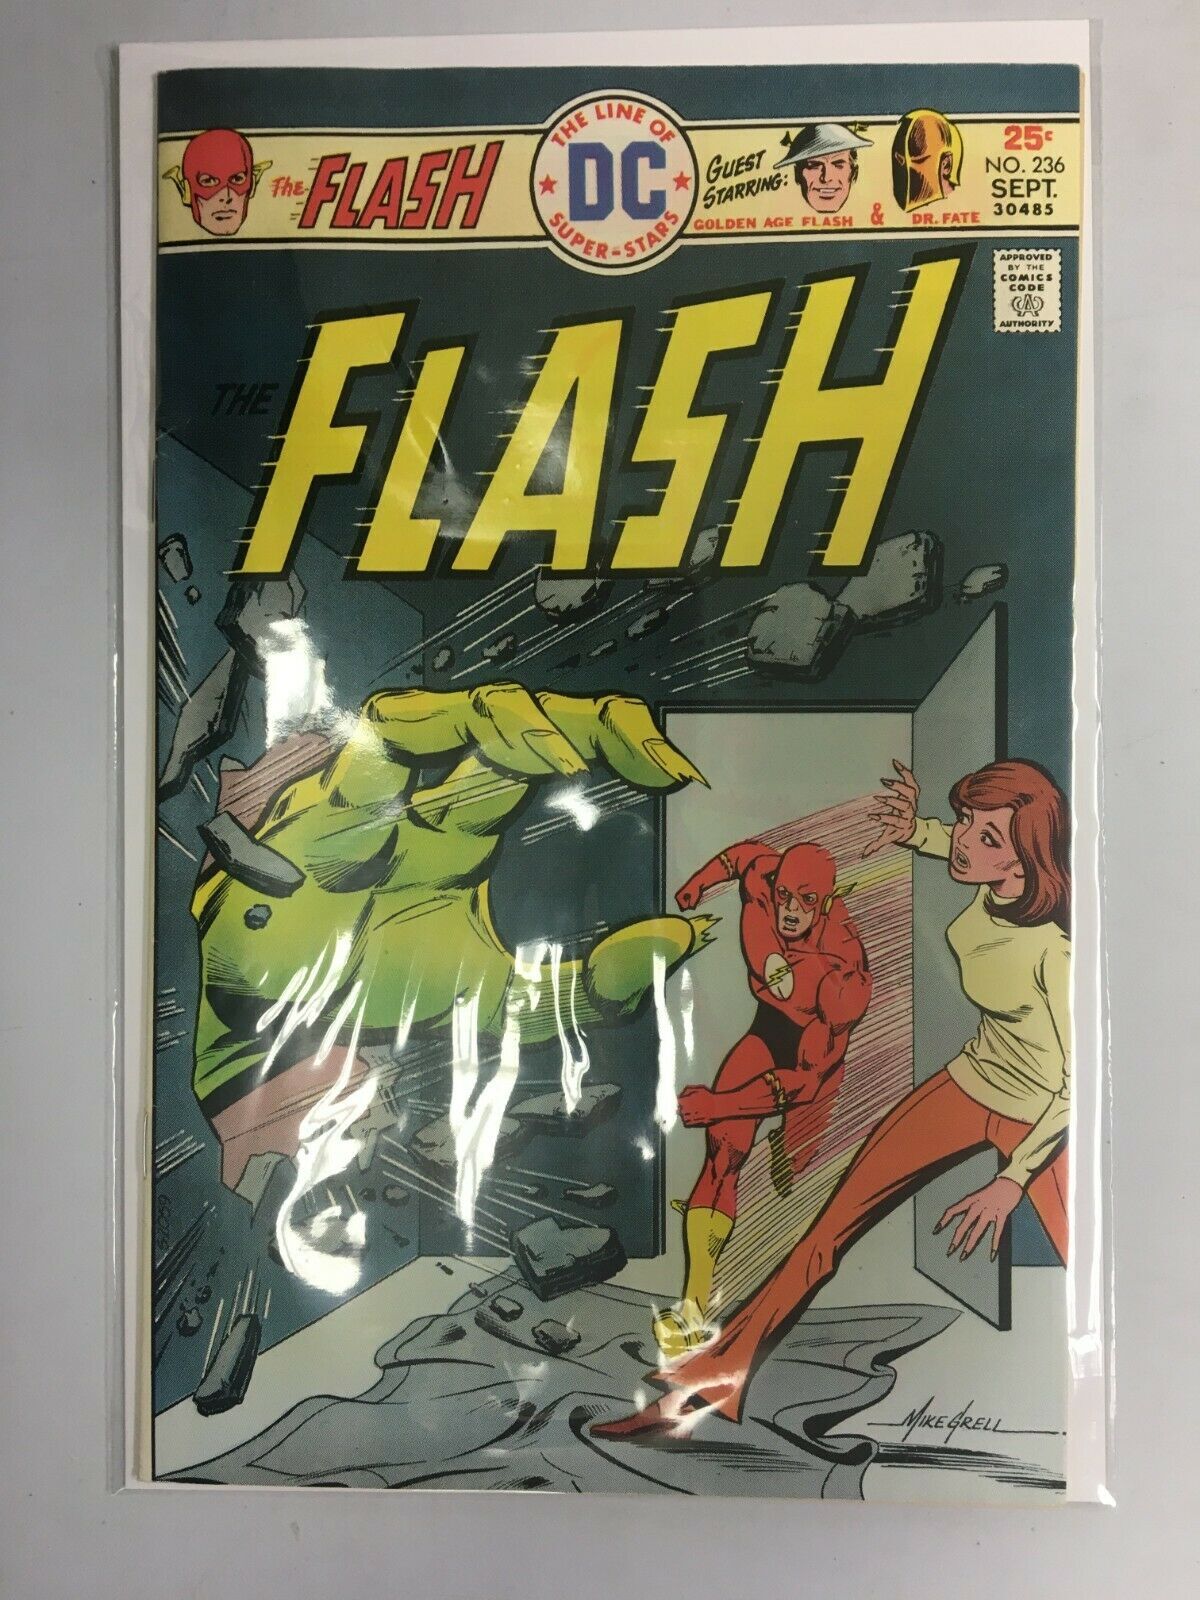 The FLASH
THE LINE OF
DC
SUPER-STARS
GUEST
STARRING:
GOLDEN AGE FLASH & DR. FATE
25¢
NO. 236
SEPT.
30485
APPROVED
BY THE
COMICS
CODE
AUTHORITY
THE
FLASH
MIKE GRELL